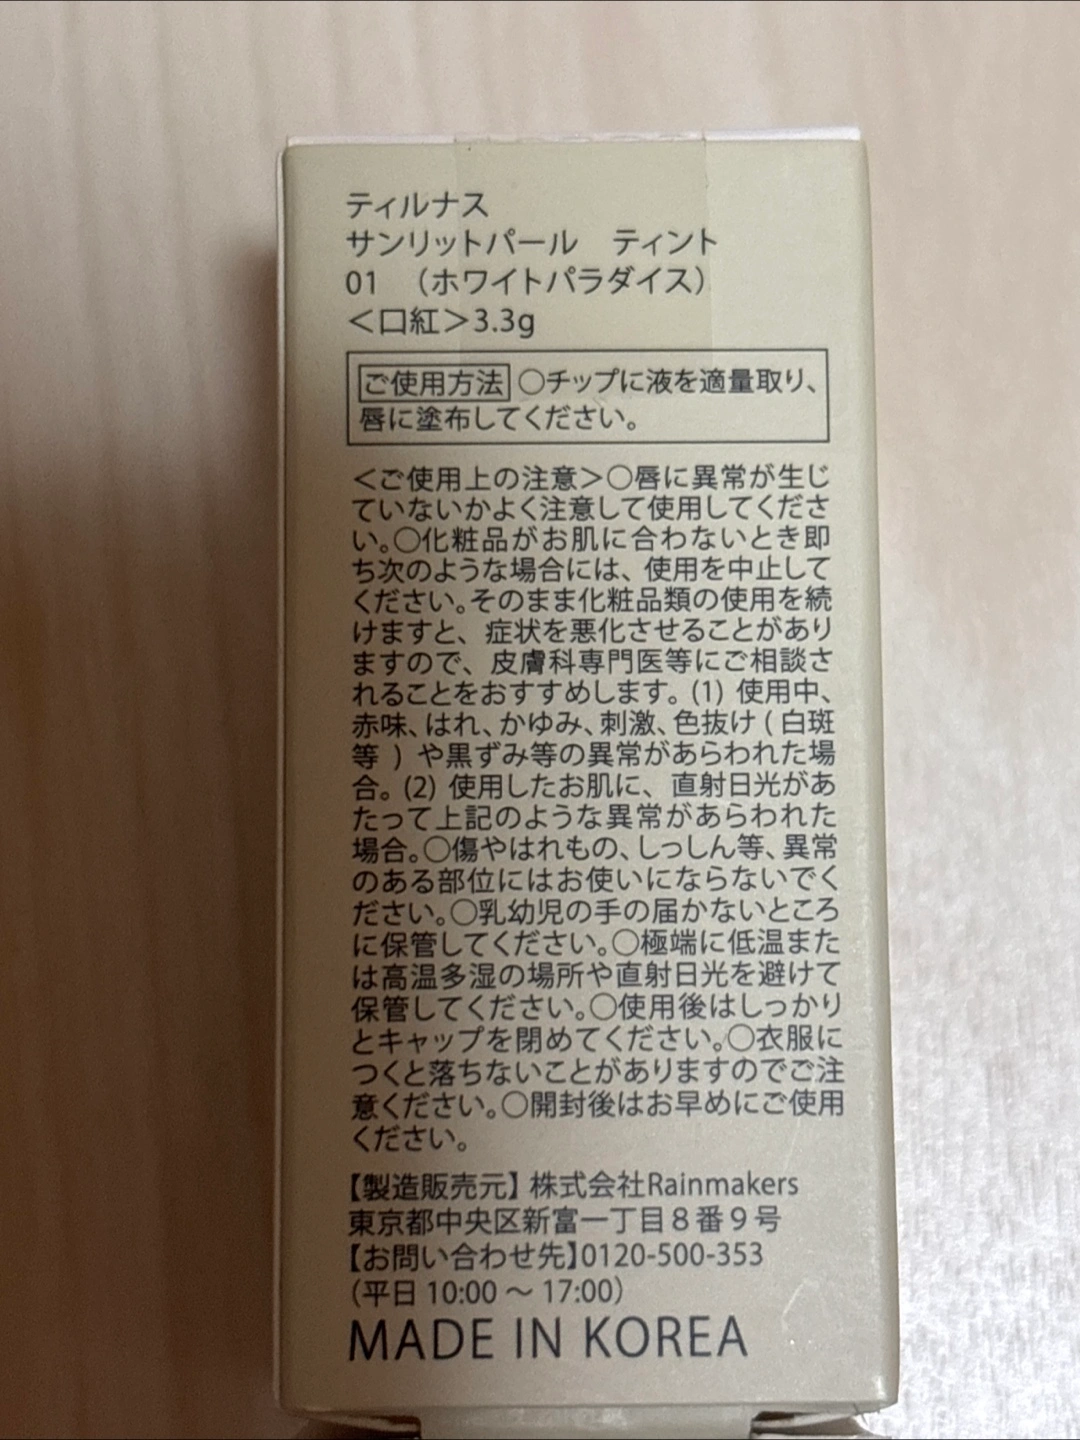 ティルナス
サンリットパール　ティント
01　（ホワイトパラダイス）
＜口紅＞3.3g
ご使用方法 ○チップに液を適量取り、
唇に塗布してください。
＜ご使用上の注意＞○唇に異常が生じ
ていないかよく注意して使用してくださ
い。○化粧品がお肌に合わないとき即
ち次のような場合には、使用を中止して
ください。そのまま化粧品類の使用を続
けますと、症状を悪化させることがあり
ますので、皮膚科専門医等にご相談さ
れることをおすすめします。(1) 使用中、
赤味、はれ、かゆみ、刺激、色抜け ( 白斑
等 ) や黒ずみ等の異常があらわれた場
合。(2) 使用したお肌に、直射日光があ
たって上記のような異常があらわれた
場合。○傷やはれもの、しっしん等、異常
のある部位にはお使いにならないでく
ださい。○乳幼児の手の届かないところ
に保管してください。○極端に低温また
は高温多湿の場所や直射日光を避けて
保管してください。○使用後はしっかり
とキャップを閉めてください。○衣服に
つくと落ちないことがありますのでご注
意ください。○開封後はお早めにご使用
ください。
【製造販売元】 株式会社Rainmakers
東京都中央区新富一丁目８番９号
【お問い合わせ先】0120-500-353
（平日 10:00 ～ 17:00）
MADE IN KOREA